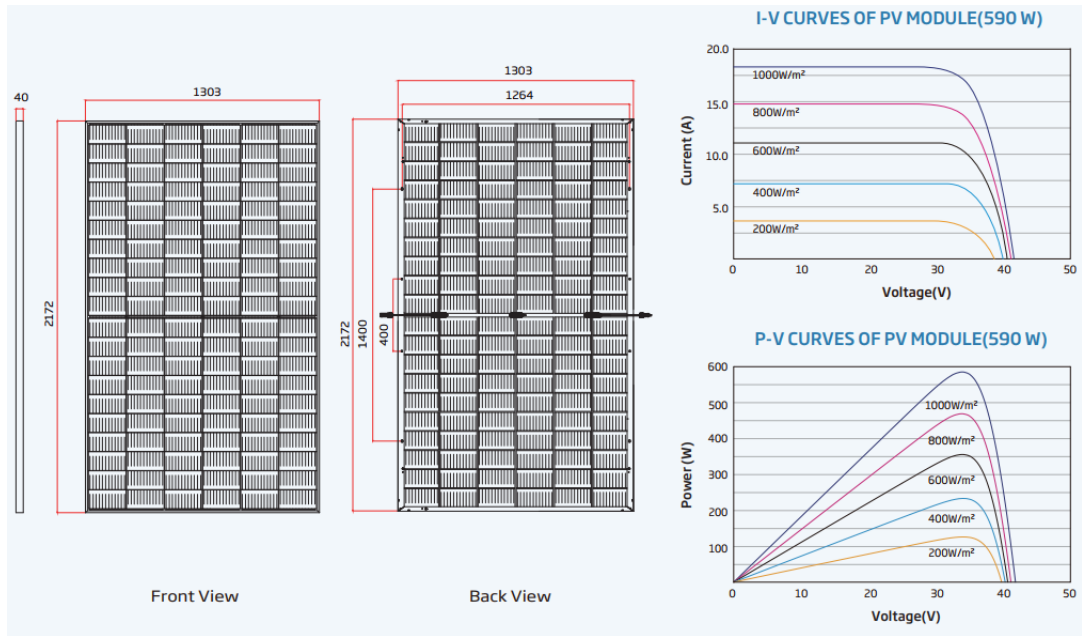 40
1303
2172
Front View
1303
1264
2172
1400
400
Back View
I-V CURVES OF PV MODULE(590 W)
Current (A)
20.0
15.0
10.0
5.0
1000W/m²
800W/m²
600W/m²
400W/m²
200W/m²
0 10 20 30 40 50
Voltage(V)
P-V CURVES OF PV MODULE(590 W)
Power (W)
600
500
400
300
200
100
1000W/m²
800W/m²
600W/m²
400W/m²
200W/m²
0 10 20 30 40 50
Voltage(V)